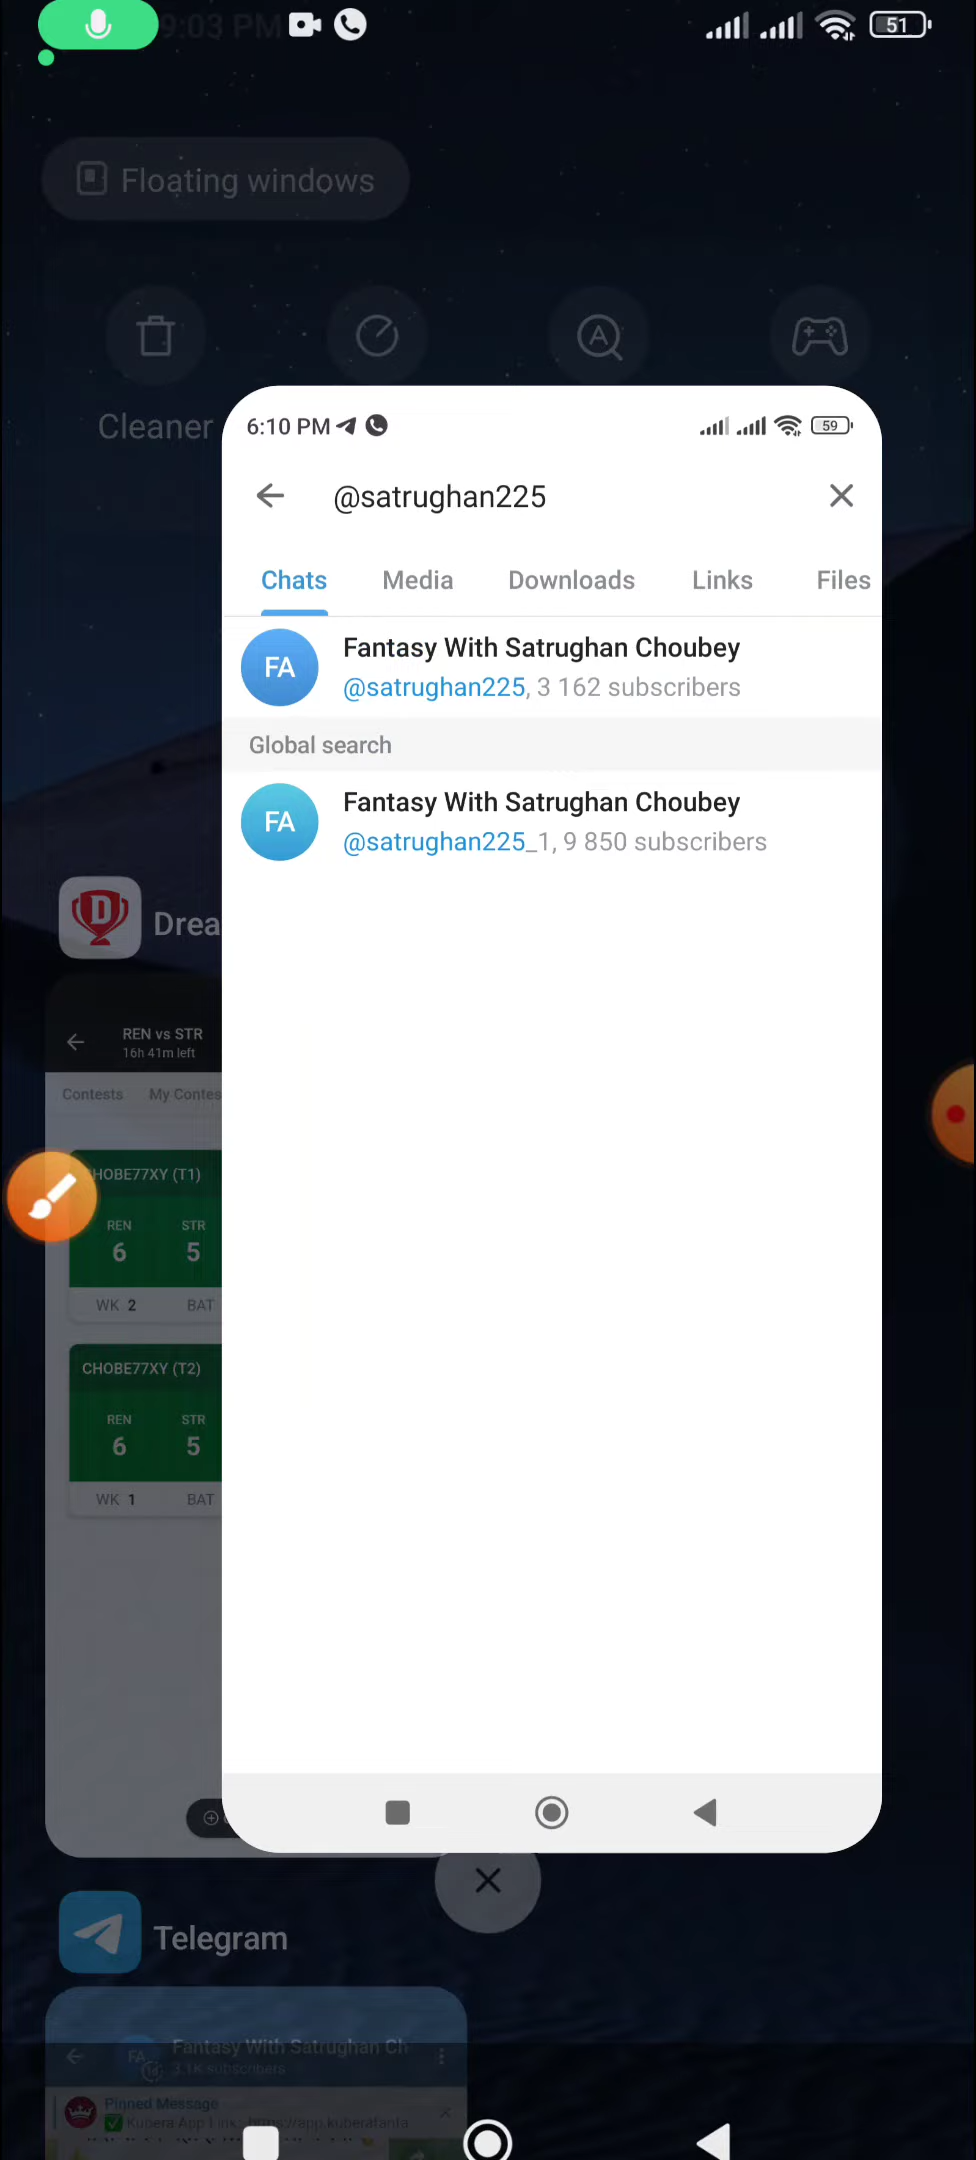 9:03 PM
51
Floating windows
Cleaner
6:10 PM
59
@satrughan225
Chats Media Downloads Links Files
FA
Fantasy With Satrughan Choubey
@satrughan225, 3 162 subscribers
Global search
FA
Fantasy With Satrughan Choubey
@satrughan225_1, 9 850 subscribers
D
Drea
REN vs STR
16h 41m left
Contests My Contes
HOBE77XY (T1)
REN STR
6 5
WK 2 BAT
CHOBE77XY (T2)
REN STR
6 5
WK 1 BAT
Telegram
FA
Fantasy With Satrughan Ch
3.1K subscribers
1d
Pinned Message
Kubera App Link: https://app.kuberafanta